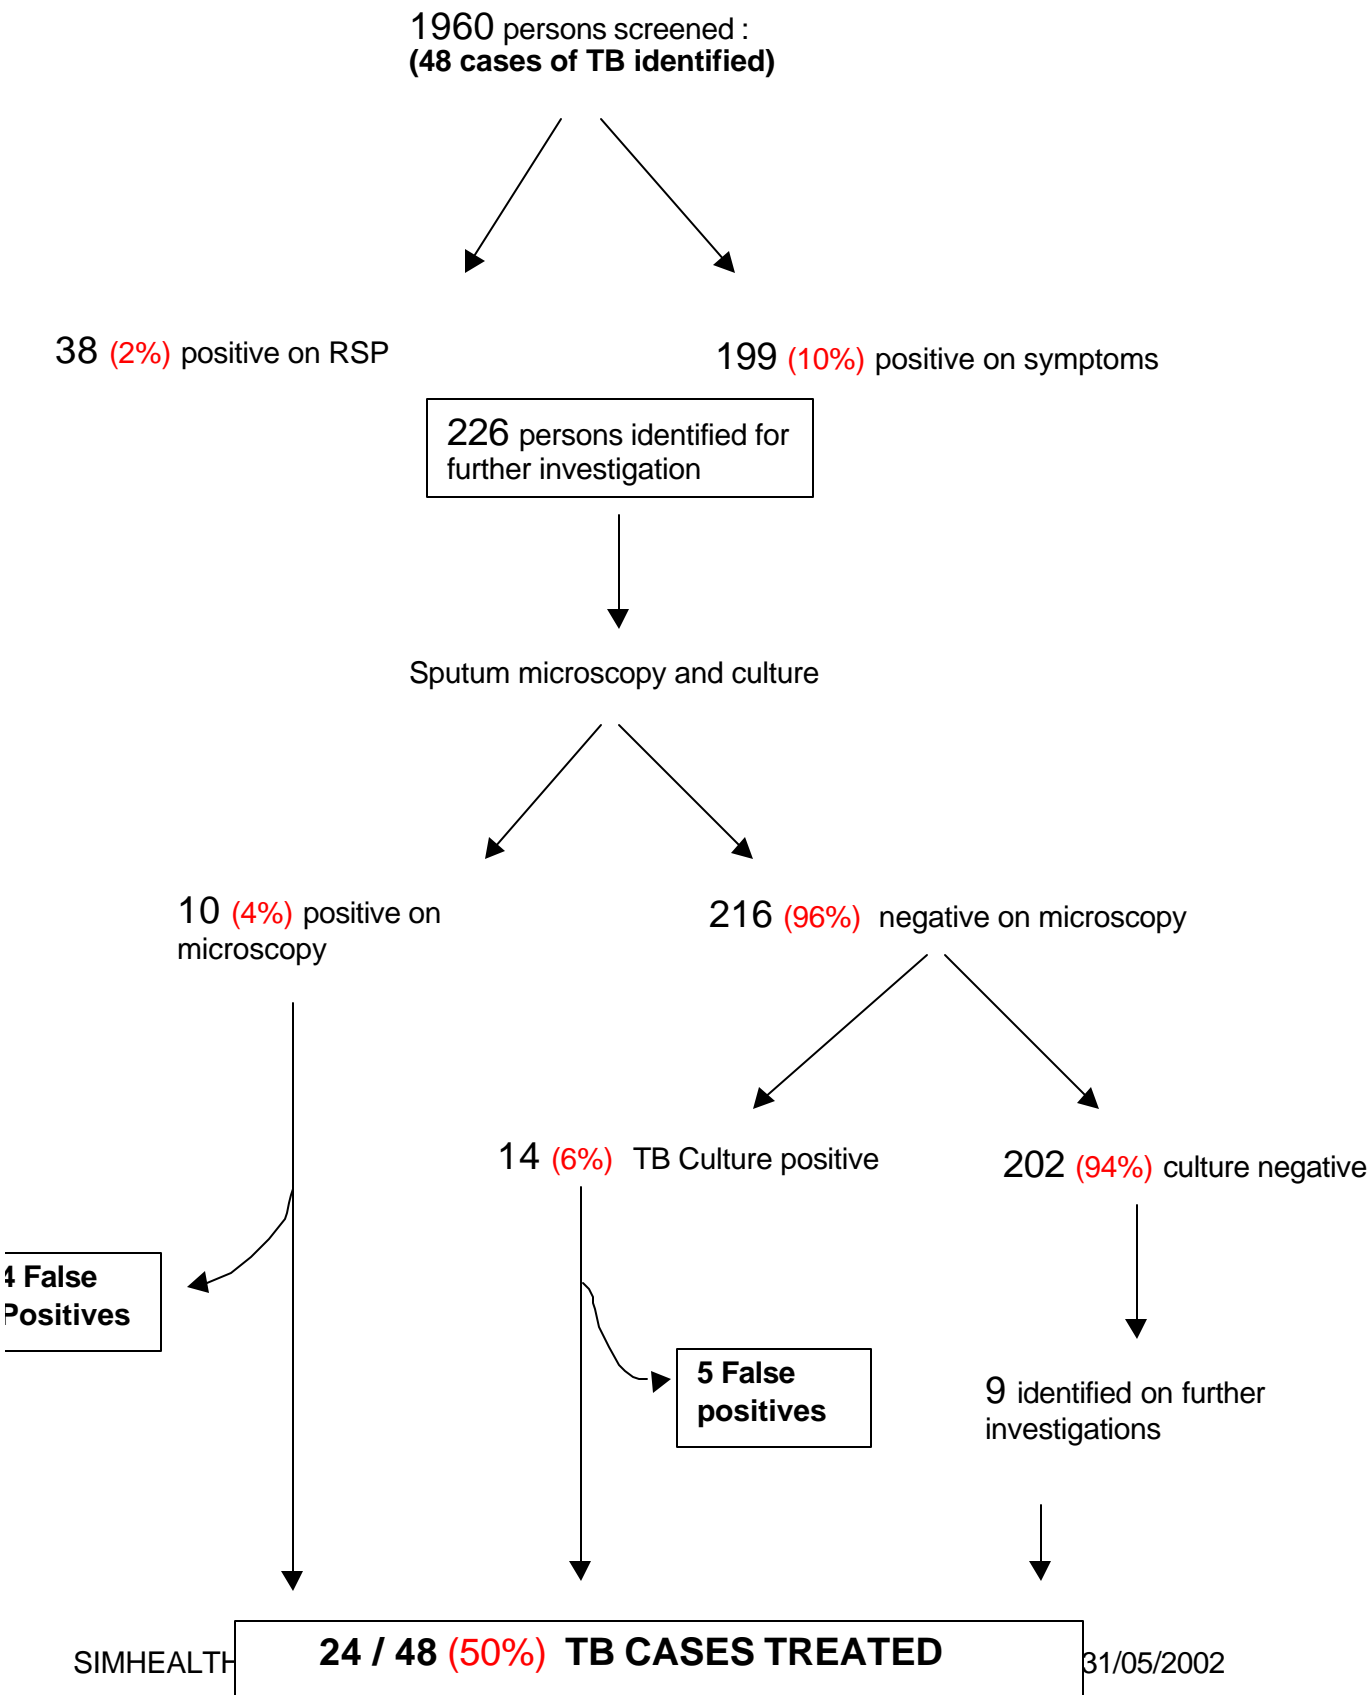 1960 persons screened :
(48 cases of TB identified)
38 (2%) positive on RSP
199 (10%) positive on symptoms
226 persons identified for
further investigation
Sputum microscopy and culture
10 (4%) positive on
microscopy
216 (96%) negative on microscopy
14 (6%) TB Culture positive
202 (94%) culture negative
4 False
Positives
5 False
positives
9 identified on further
investigations
24 / 48 (50%) TB CASES TREATED
SIMHEALTH
31/05/2002